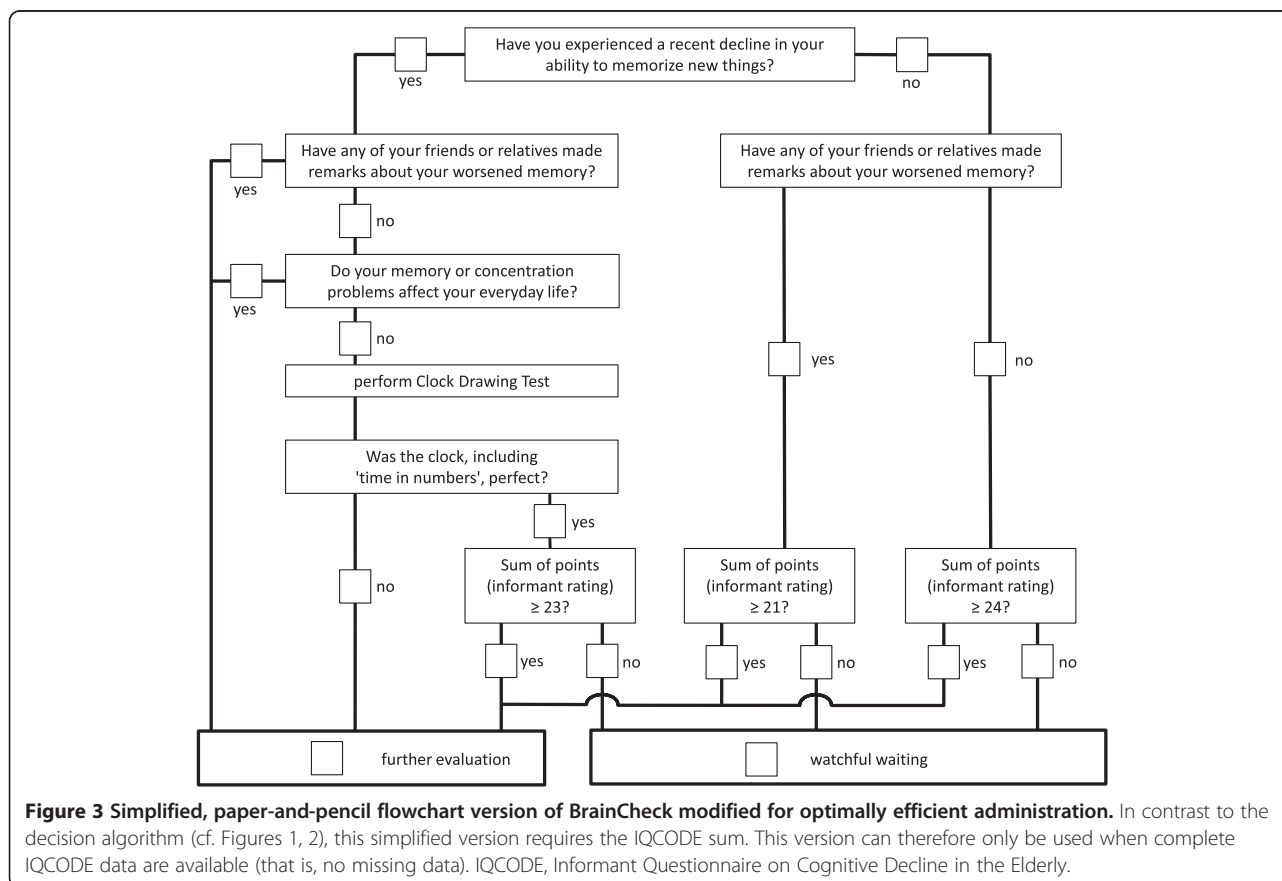 Have you experienced a recent decline in your
ability to memorize new things?
yes
no
Have any of your friends or relatives made
remarks about your worsened memory?
Have any of your friends or relatives made
remarks about your worsened memory?
yes
no
Do your memory or concentration
problems affect your everyday life?
yes
no
yes
no
perform Clock Drawing Test
Was the clock, including
'time in numbers', perfect?
yes
no
Sum of points
(informant rating)
≥ 23?
Sum of points
(informant rating)
≥ 21?
Sum of points
(informant rating)
≥ 24?
yes
no
yes
no
yes
no
further evaluation
watchful waiting
Figure 3 Simplified, paper-and-pencil flowchart version of BrainCheck modified for optimally efficient administration. In contrast to the
decision algorithm (cf. Figures 1, 2), this simplified version requires the IQCODE sum. This version can therefore only be used when complete
IQCODE data are available (that is, no missing data). IQCODE, Informant Questionnaire on Cognitive Decline in the Elderly.